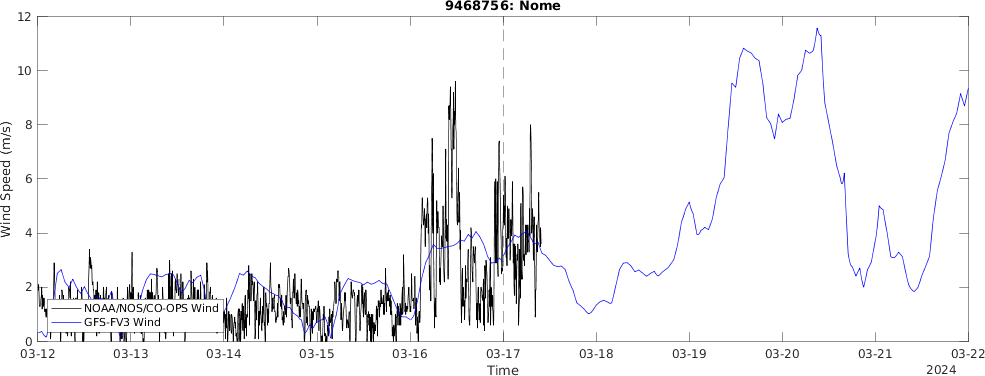 9468756: Nome
Wind Speed (m/s)
12
10
8
6
4
2
0
NOAA/NOS/CO-OPS Wind
GFS-FV3 Wind
03-12 03-13 03-14 03-15 03-16 03-17 03-18 03-19 03-20 03-21 03-22
Time
2024